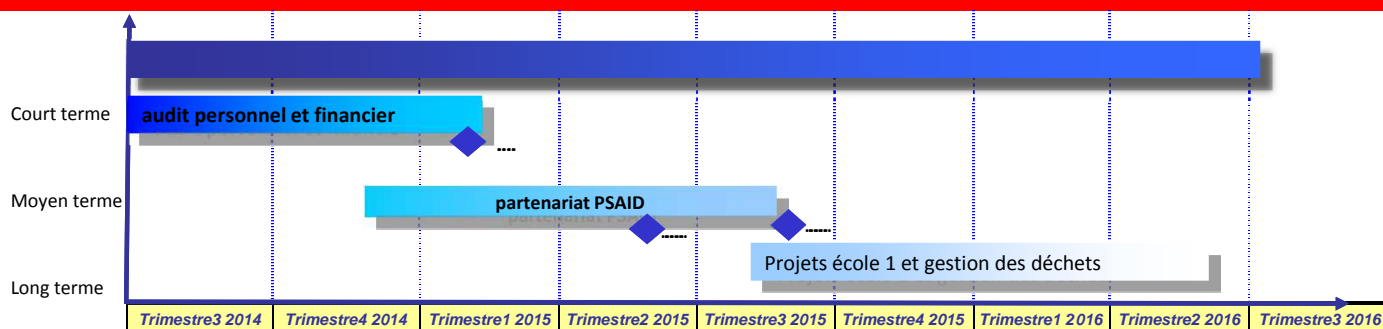 Court terme
audit personnel et financier
....
Moyen terme
partenariat PSAID
.......
.......
Projets école 1 et gestion des déchets
Long terme
Trimestre3 2014 Trimestre4 2014 Trimestre1 2015 Trimestre2 2015 Trimestre3 2015 Trimestre4 2015 Trimestre1 2016 Trimestre2 2016 Trimestre3 2016